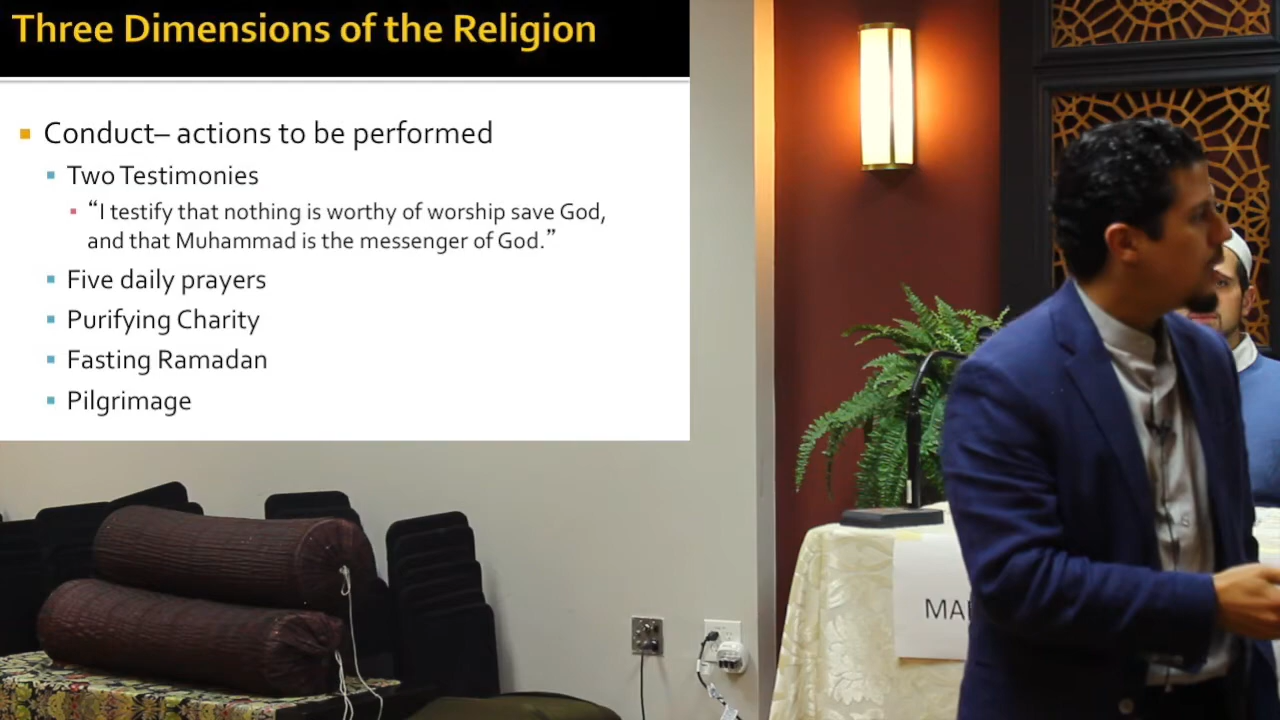 Three Dimensions of the Religion
Conduct– actions to be performed
Two Testimonies
“I testify that nothing is worthy of worship save God,
and that Muhammad is the messenger of God.”
Five daily prayers
Purifying Charity
Fasting Ramadan
Pilgrimage